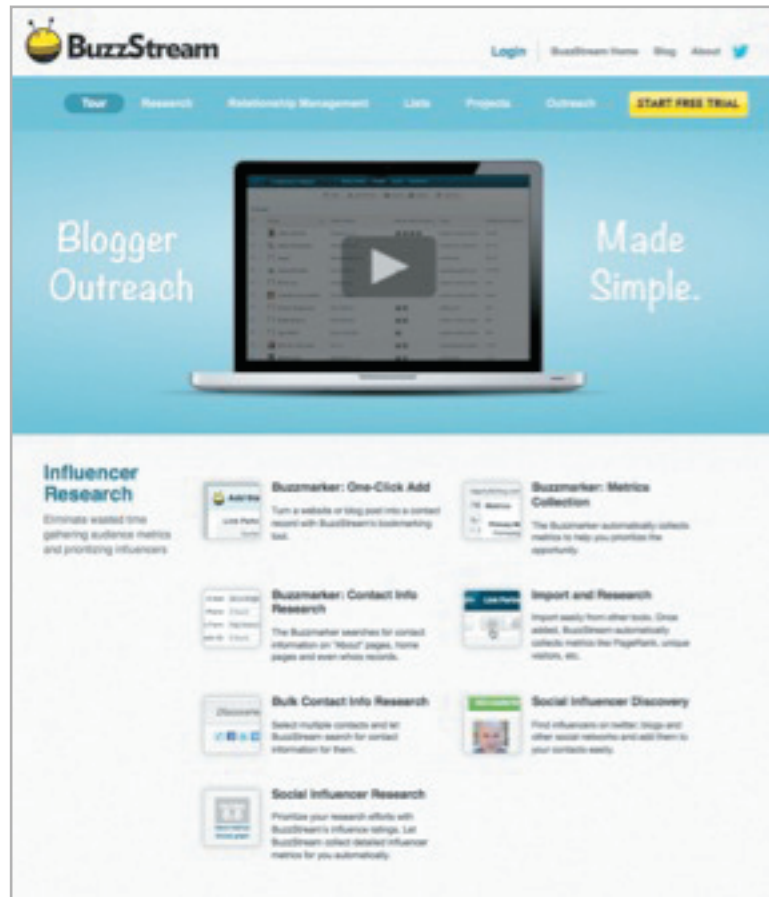 BuzzStream
Login
BuzzStream Home
Blog
About
Tour
Research
Relationship Management
Lists
Projects
Outreach
START FREE TRIAL
Blogger
Outreach
Made
Simple.
Influencer
Research
Eliminate wasted time
gathering audience metrics
and prioritizing influencers
Buzzmarker: One-Click Add
Turn a website or blog post into a contact
record with BuzzStream's bookmarking
tool.
Buzzmarker: Metrics
Collection
The Buzzmarker automatically collects
metrics to help you prioritize the
opportunity.
Buzzmarker: Contact Info
Research
The Buzzmarker searches for contact
information on "About" pages, home
pages and even whois records.
Import and Research
Import easily from other tools. Once
added, BuzzStream automatically
collects metrics like PageRank, unique
visitors, etc.
Bulk Contact Info Research
Select multiple contacts and let
BuzzStream search for contact
information for them.
Social Influencer Discovery
Find influencers on twitter, blogs and
other social networks and add them to
your contacts easily.
Social Influencer Research
Prioritize your research efforts with
BuzzStream's influence ratings. Let
BuzzStream collect detailed influencer
metrics for you automatically.